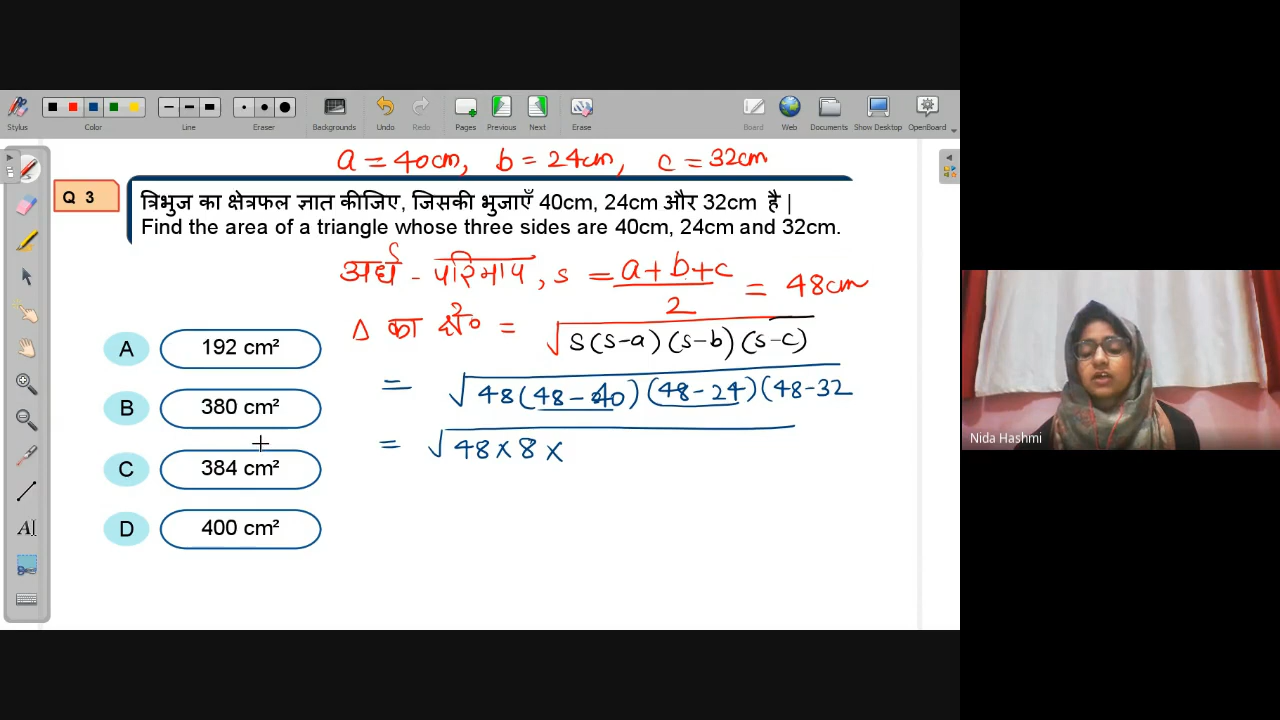 Stylus Color Line Eraser Backgrounds Undo Redo Pages Previous Next Erase Board Web Documents Show Desktop OpenBoard
a = 40cm, b = 24cm, c = 32cm
Q 3
त्रिभुज का क्षेत्रफल ज्ञात कीजिए, जिसकी भुजाएँ 40cm, 24cm और 32cm है |
Find the area of a triangle whose three sides are 40cm, 24cm and 32cm.
अर्ध - परिमाप, s = a+b+c/2 = 48cm
Δ का क्षे॰ = √s(s-a)(s-b)(s-c)
= √48(48-40)(48-24)(48-32
= √48×8×
A 192 cm²
B 380 cm²
C 384 cm²
D 400 cm²
Nida Hashmi